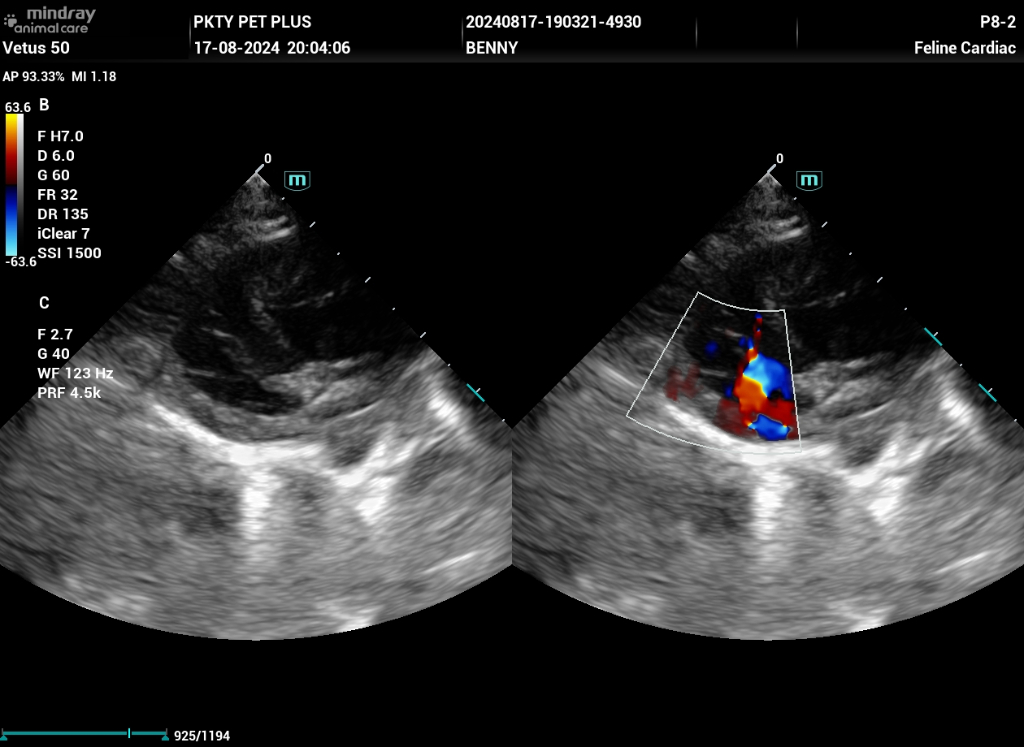 mindray
animalcare
Vetus 50
PKTY PET PLUS
17-08-2024 20:04:06
20240817-190321-4930
BENNY
P8-2
Feline Cardiac
AP 93.33% MI 1.18
63.6
B
F H7.0
D 6.0
G 60
FR 32
DR 135
iClear 7
SSI 1500
-63.6
C
F 2.7
G 40
WF 123 Hz
PRF 4.5k
0
m
0
m
925/1194